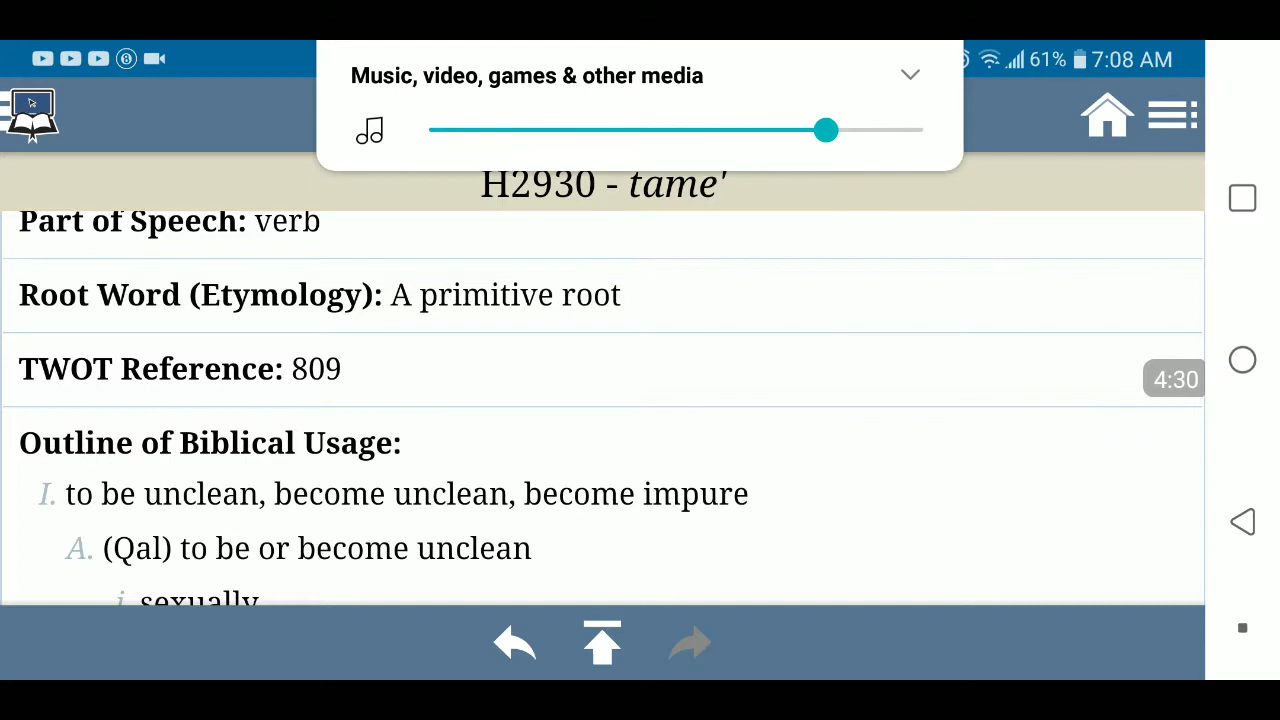 61% 7:08 AM
Music, video, games & other media
H2930 - tame'
Part of Speech: verb
Root Word (Etymology): A primitive root
TWOT Reference: 809
4:30
Outline of Biblical Usage:
I. to be unclean, become unclean, become impure
A. (Qal) to be or become unclean
i. sexually